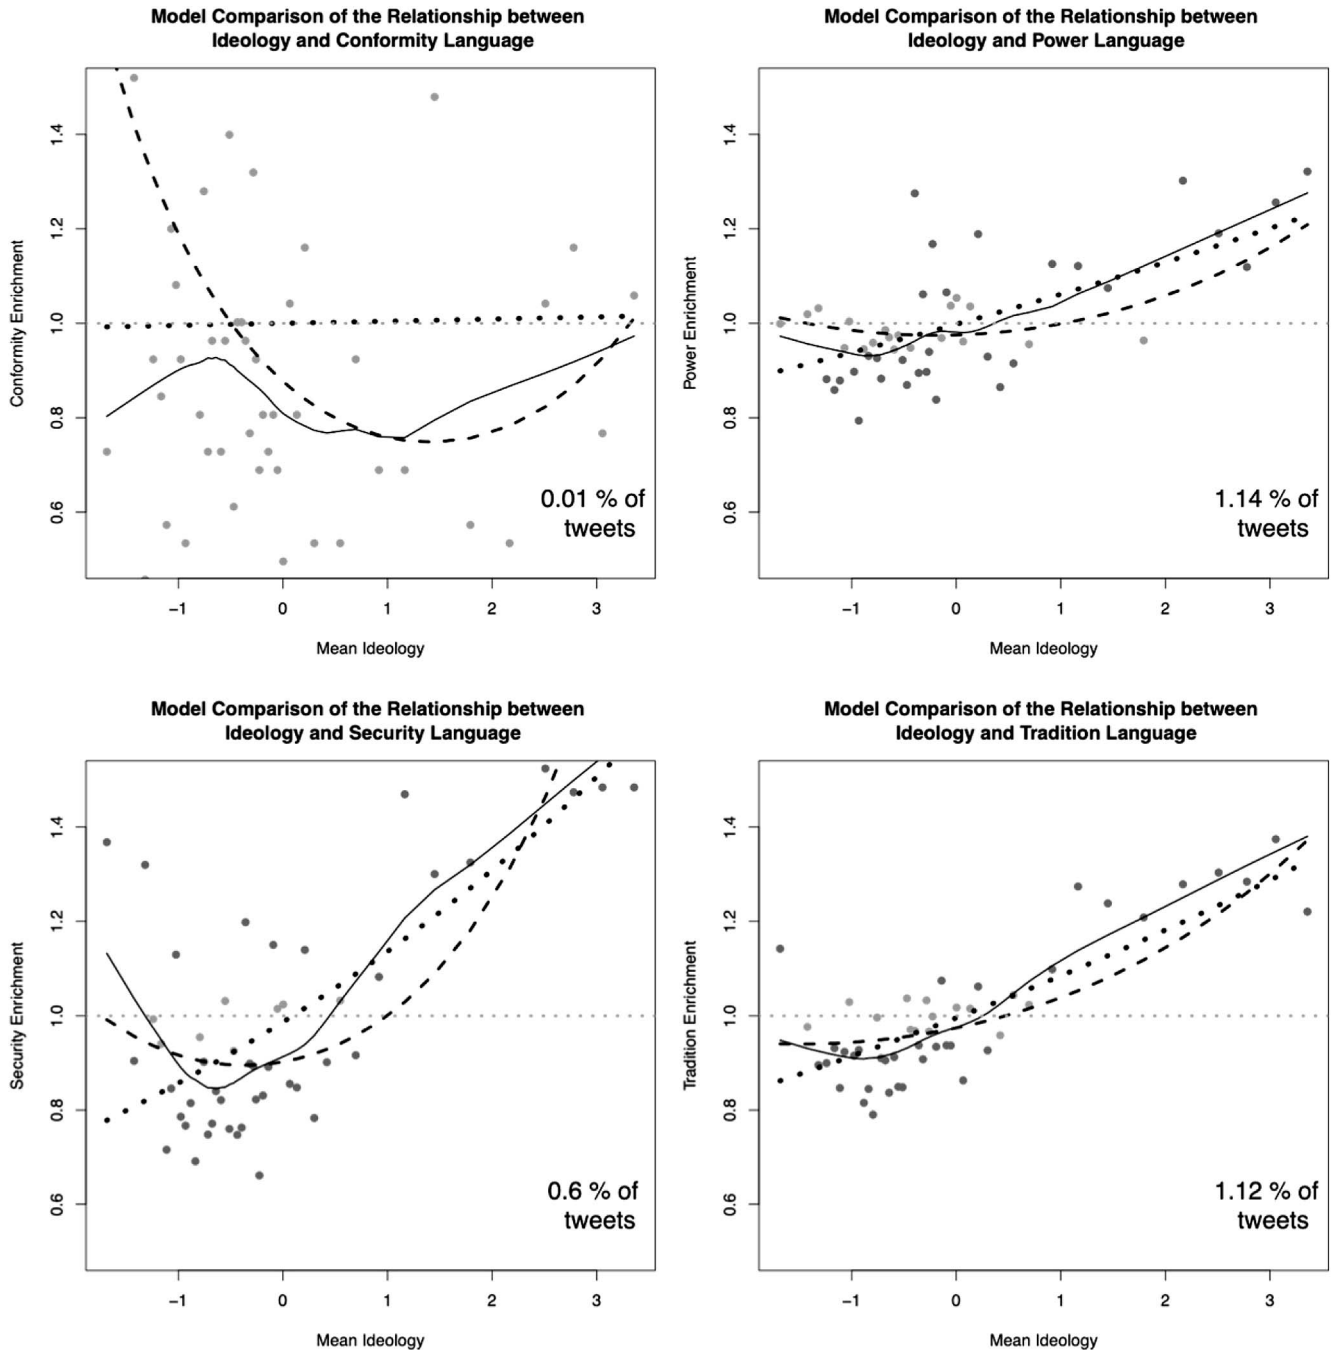 Model Comparison of the Relationship between
Ideology and Conformity Language
Conformity Enrichment
1.4
1.2
1.0
0.8
0.6
0.01 % of
tweets
−1
0
1
2
3
Mean Ideology
Model Comparison of the Relationship between
Ideology and Power Language
Power Enrichment
1.4
1.2
1.0
0.8
0.6
1.14 % of
tweets
−1
0
1
2
3
Mean Ideology
Model Comparison of the Relationship between
Ideology and Security Language
Security Enrichment
1.4
1.2
1.0
0.8
0.6
0.6 % of
tweets
−1
0
1
2
3
Mean Ideology
Model Comparison of the Relationship between
Ideology and Tradition Language
Tradition Enrichment
1.4
1.2
1.0
0.8
0.6
1.12 % of
tweets
−1
0
1
2
3
Mean Ideology